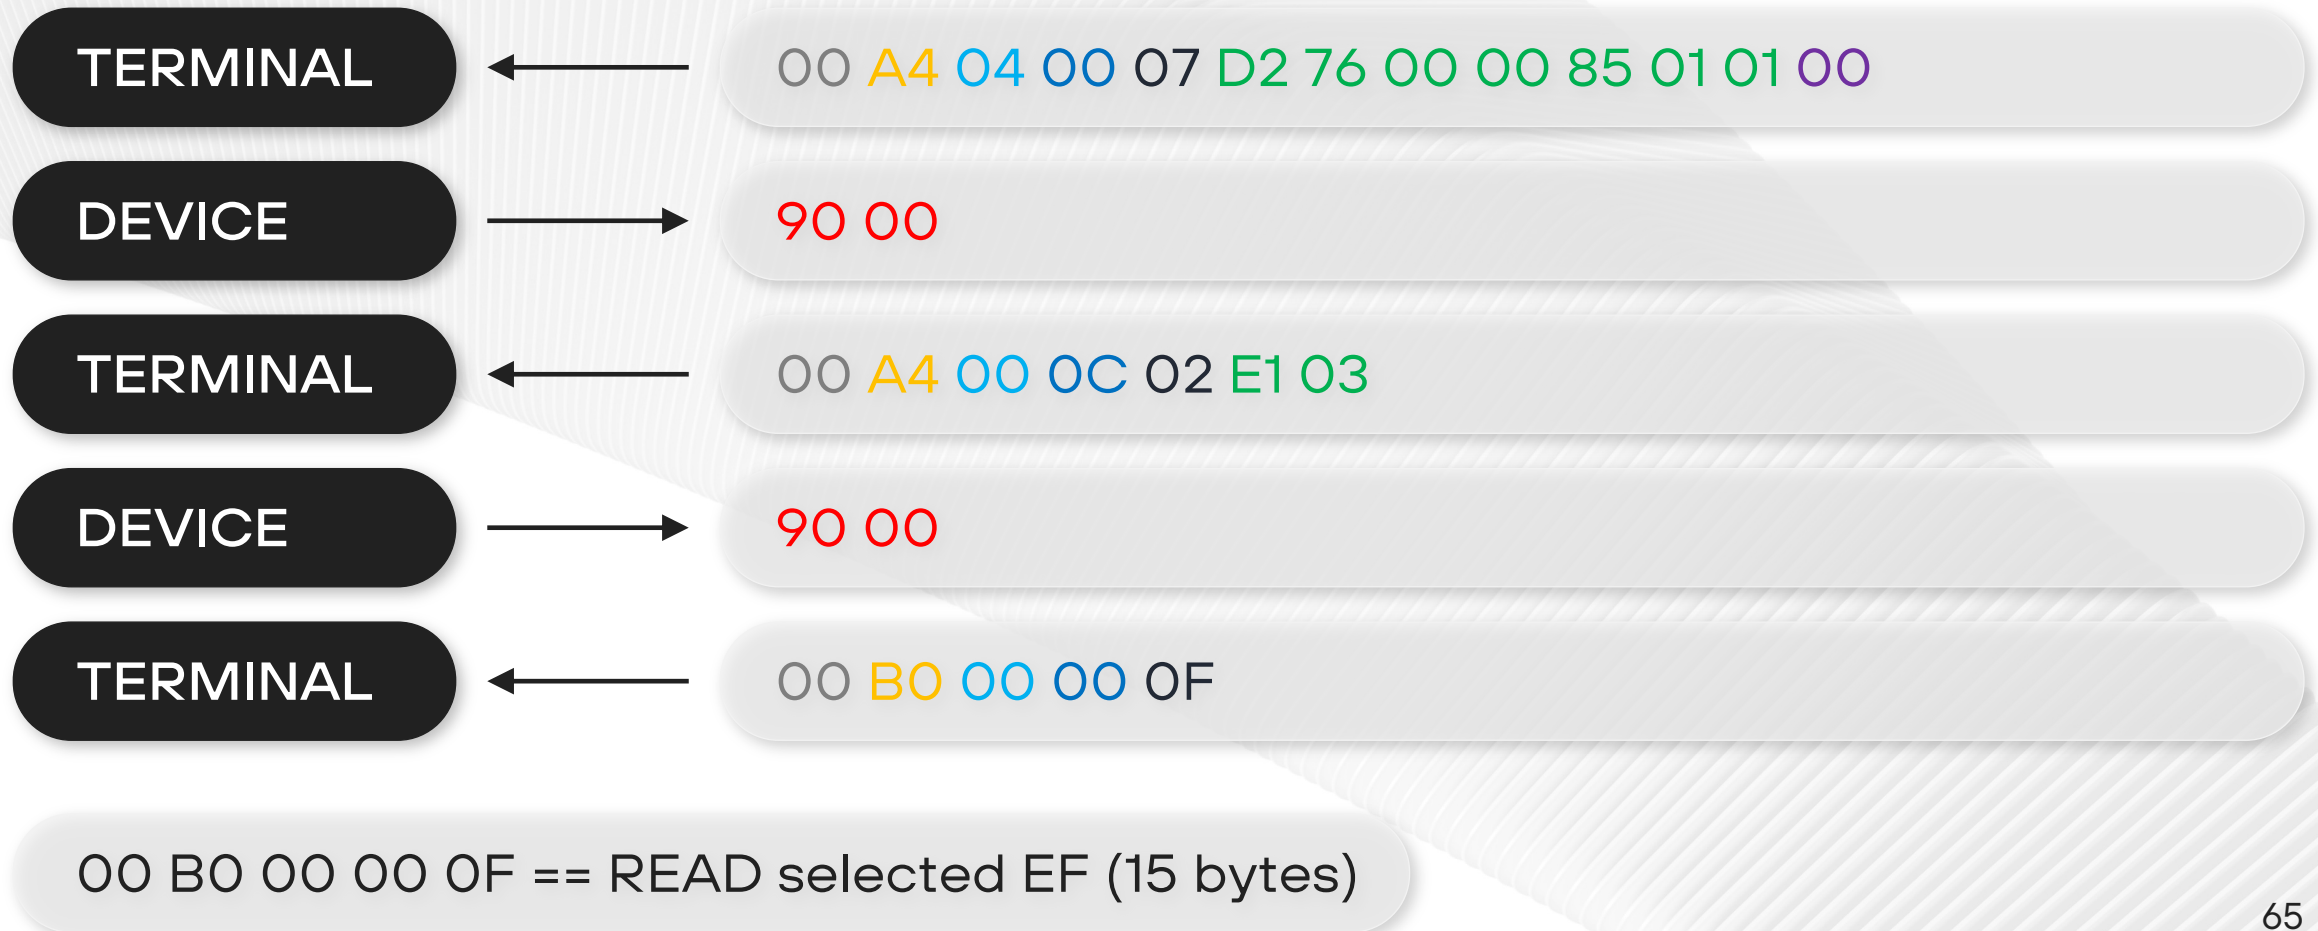 TERMINAL 00 A4 04 00 07 D2 76 00 00 85 01 01 00
DEVICE 90 00
TERMINAL 00 A4 00 0C 02 E1 03
DEVICE 90 00
TERMINAL 00 B0 00 00 0F
00 B0 00 00 0F == READ selected EF (15 bytes)
65